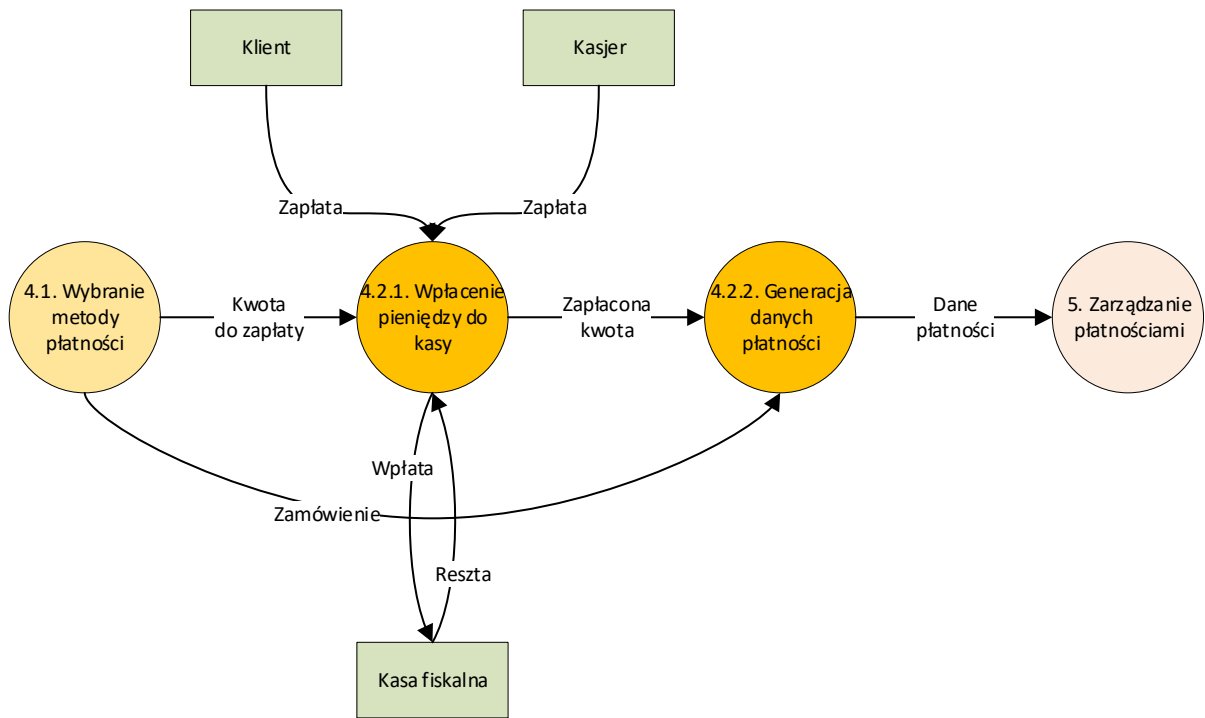 Klient
Kasjer
Zapłata
Zapłata
4.1. Wybranie
metody
płatności
Kwota
do zapłaty
4.2.1. Wpłacenie
pieniędzy do
kasy
Zapłacona
kwota
4.2.2. Generacja
danych
płatności
Dane
płatności
5. Zarządzanie
płatnościami
Wpłata
Zamówienie
Reszta
Kasa fiskalna